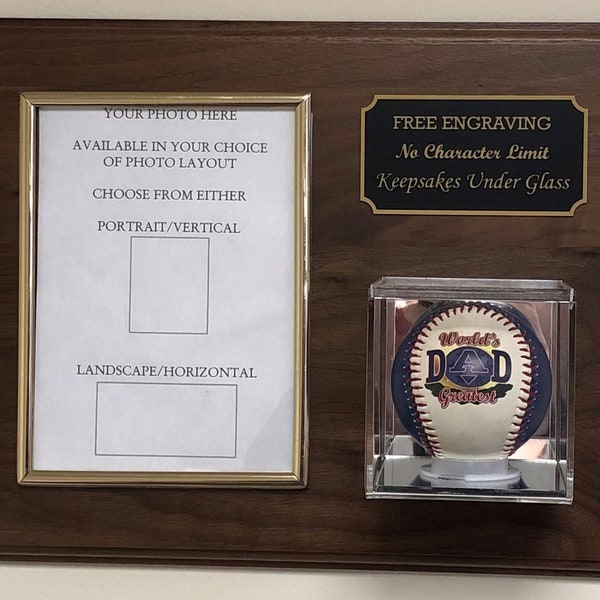 YOUR PHOTO HERE
AVAILABLE IN YOUR CHOICE
OF PHOTO LAYOUT
CHOOSE FROM EITHER
PORTRAIT/VERTICAL
LANDSCAPE/HORIZONTAL
FREE ENGRAVING
No Character Limit
Keepsakes Under Glass
World's
DAD
Greatest